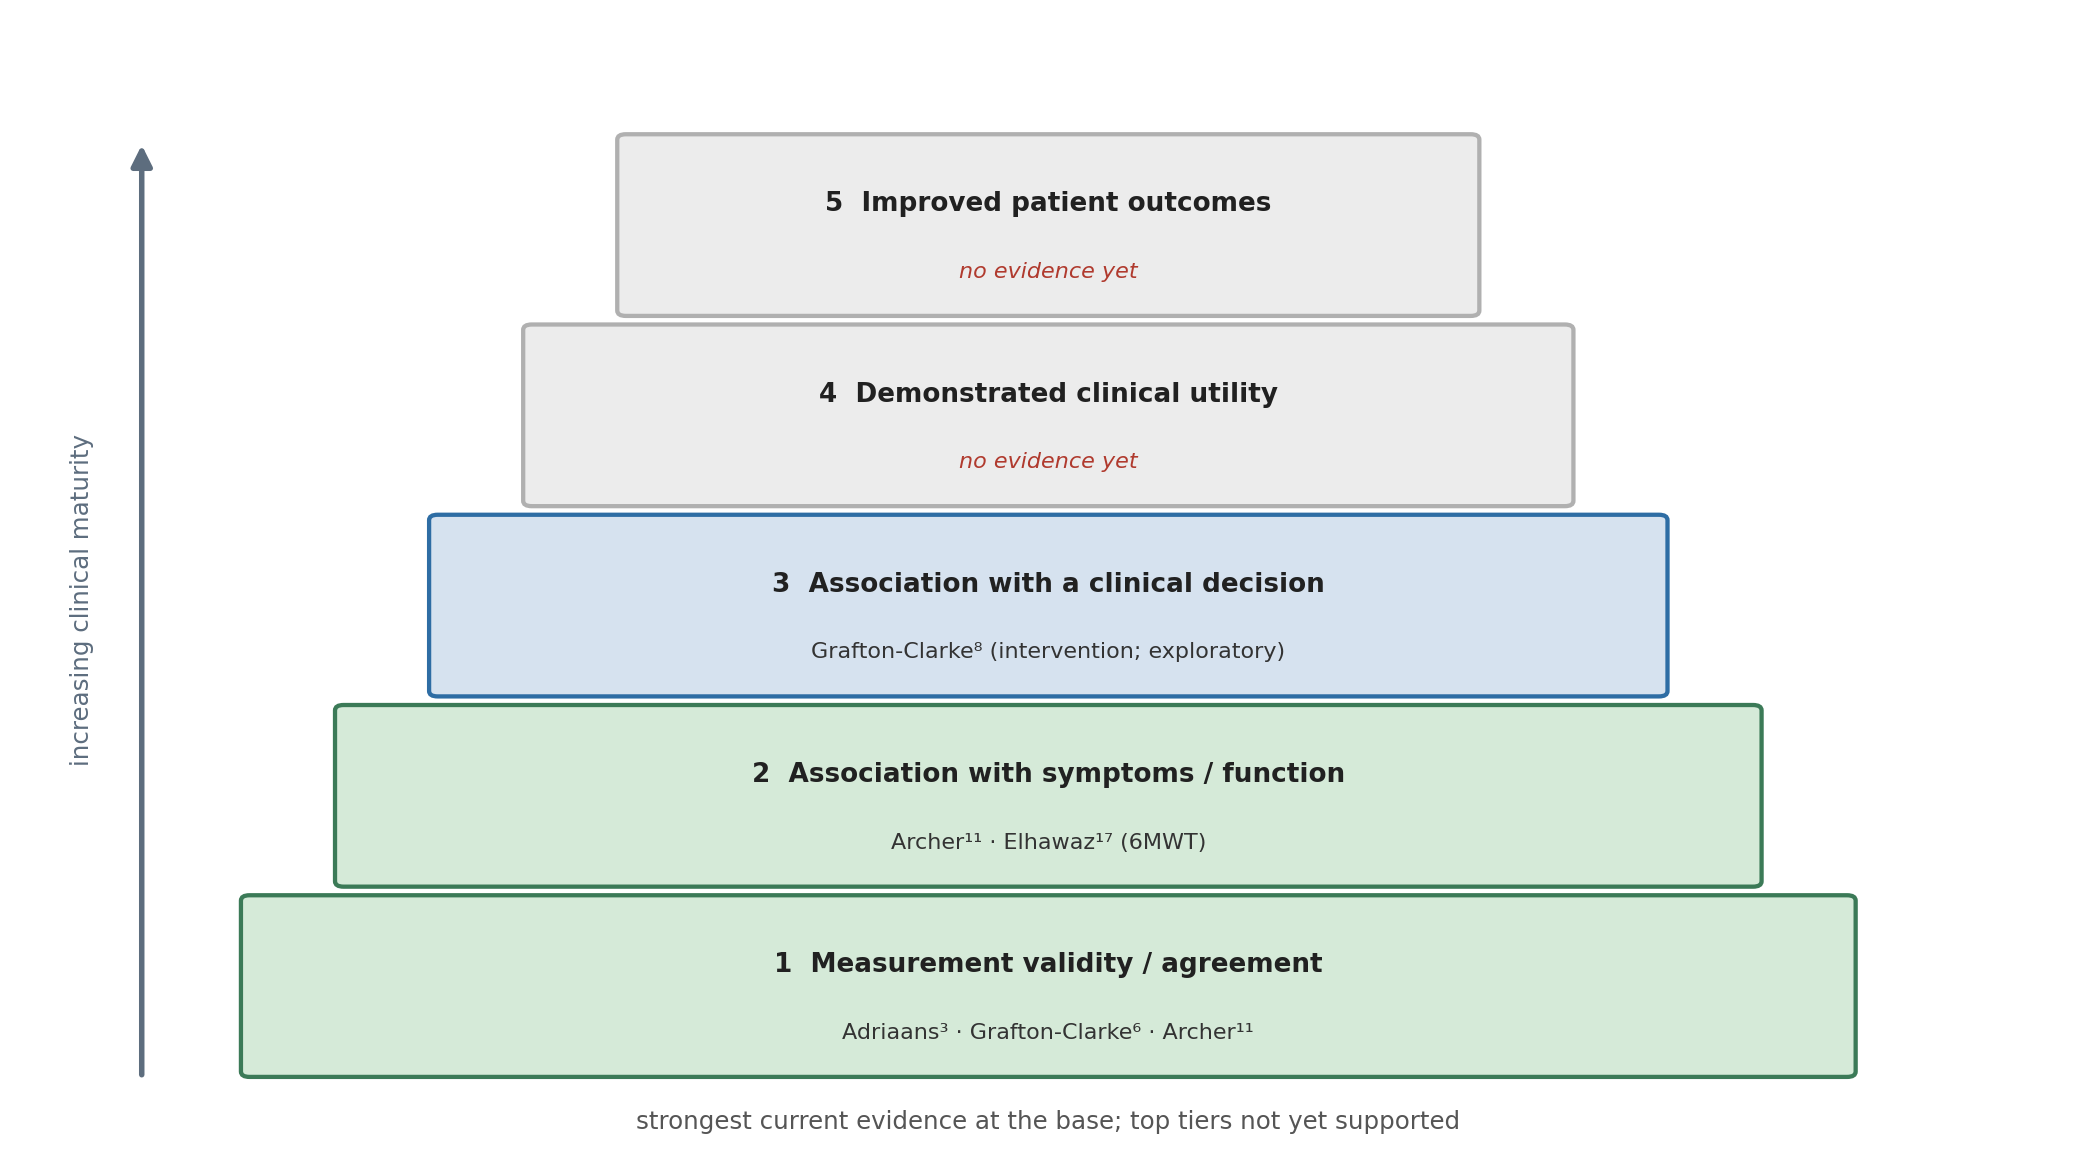 5  Improved patient outcomes
no evidence yet
4  Demonstrated clinical utility
no evidence yet
3  Association with a clinical decision
Grafton-Clarke⁸ (intervention; exploratory)
2  Association with symptoms / function
Archer¹¹ · Elhawaz¹⁷ (6MWT)
1  Measurement validity / agreement
Adriaans³ · Grafton-Clarke⁶ · Archer¹¹
increasing clinical maturity
strongest current evidence at the base; top tiers not yet supported